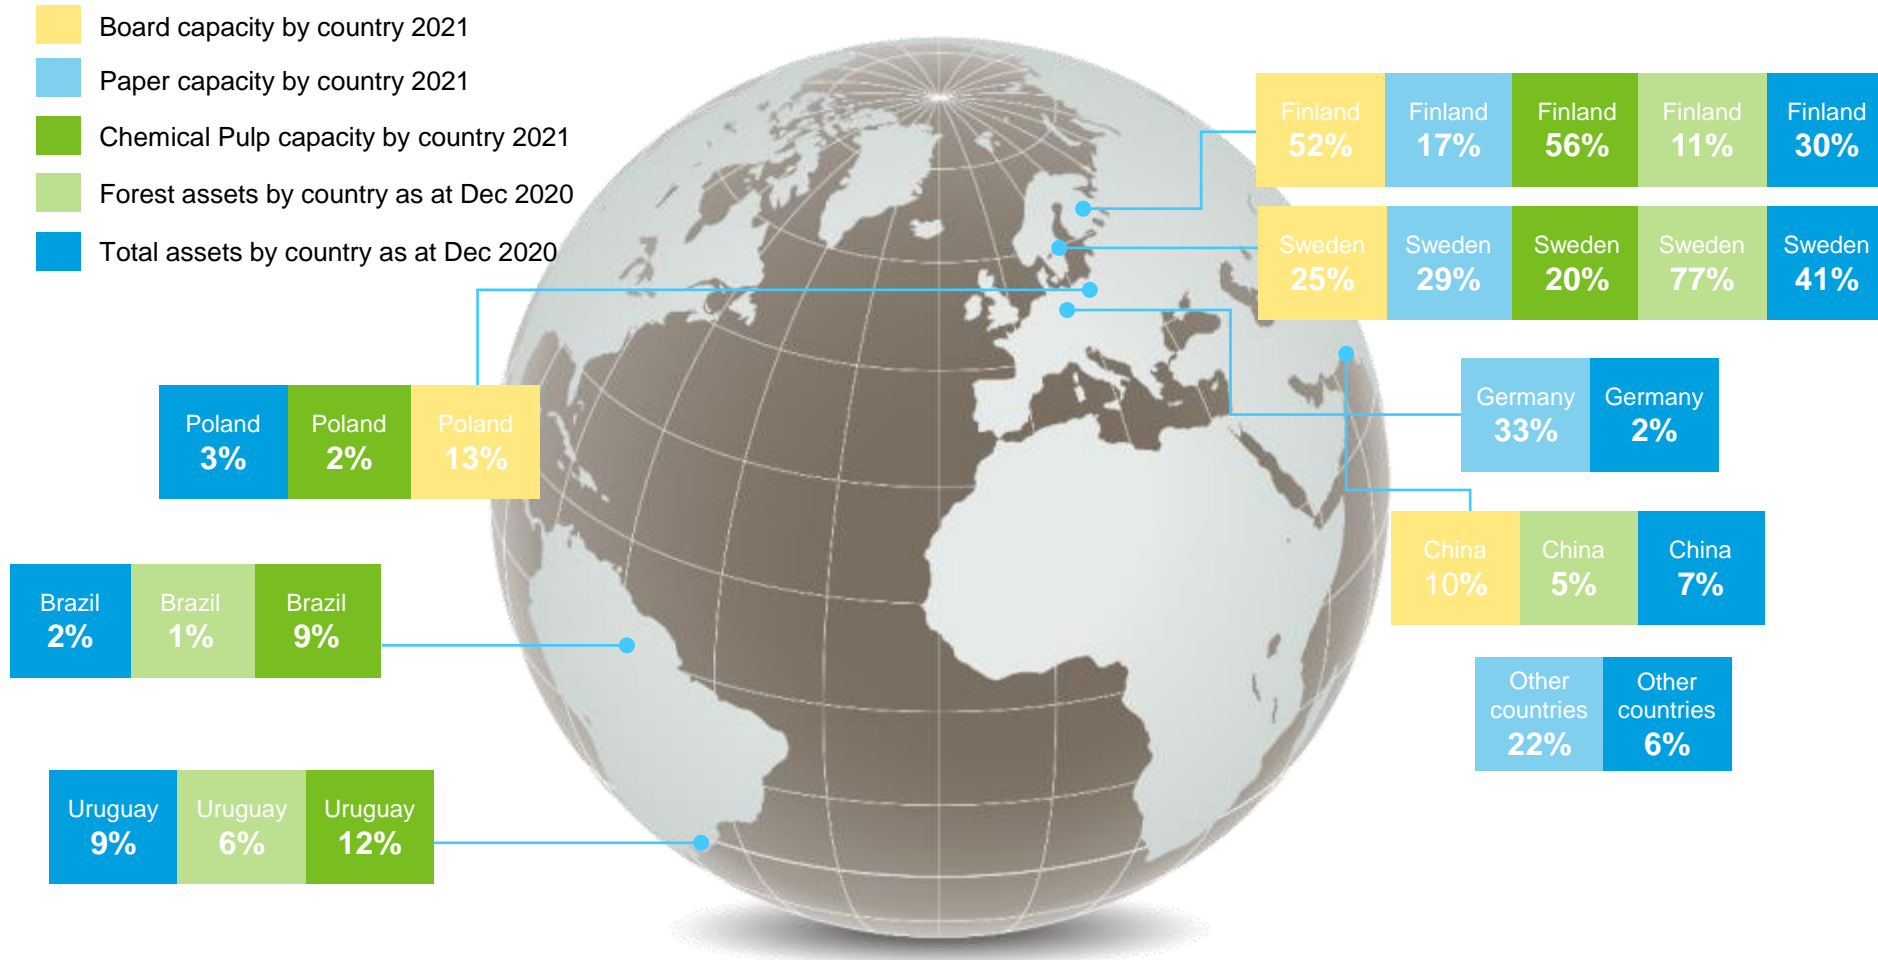 Board capacity by country 2021
Paper capacity by country 2021
Chemical Pulp capacity by country 2021
Forest assets by country as at Dec 2020
Total assets by country as at Dec 2020
Finland Finland Finland Finland Finland
52% 17% 56% 11% 30%
Sweden Sweden Sweden Sweden Sweden
25% 29% 20% 77% 41%
Poland Poland Poland
3% 2% 13%
Germany Germany
33% 2%
China China China
10% 5% 7%
Brazil Brazil Brazil
2% 1% 9%
Other Other
countries countries
22% 6%
Uruguay Uruguay Uruguay
9% 6% 12%